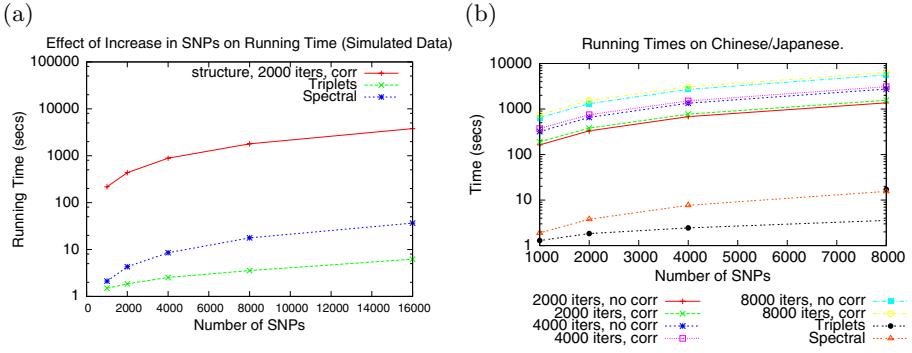 (a)
Effect of Increase in SNPs on Running Time (Simulated Data)
100000
10000
1000
100
10
1
Running Time (secs)
structure, 2000 iters, corr
Triplets
Spectral
0 2000 4000 6000 8000 10000 12000 14000 16000
Number of SNPs
(b)
Running Times on Chinese/Japanese.
10000
1000
100
10
1
Time (secs)
1000 2000 3000 4000 5000 6000 7000 8000
Number of SNPs
2000 iters, no corr
2000 iters, corr
4000 iters, no corr
4000 iters, corr
8000 iters, no corr
8000 iters, corr
Triplets
Spectral